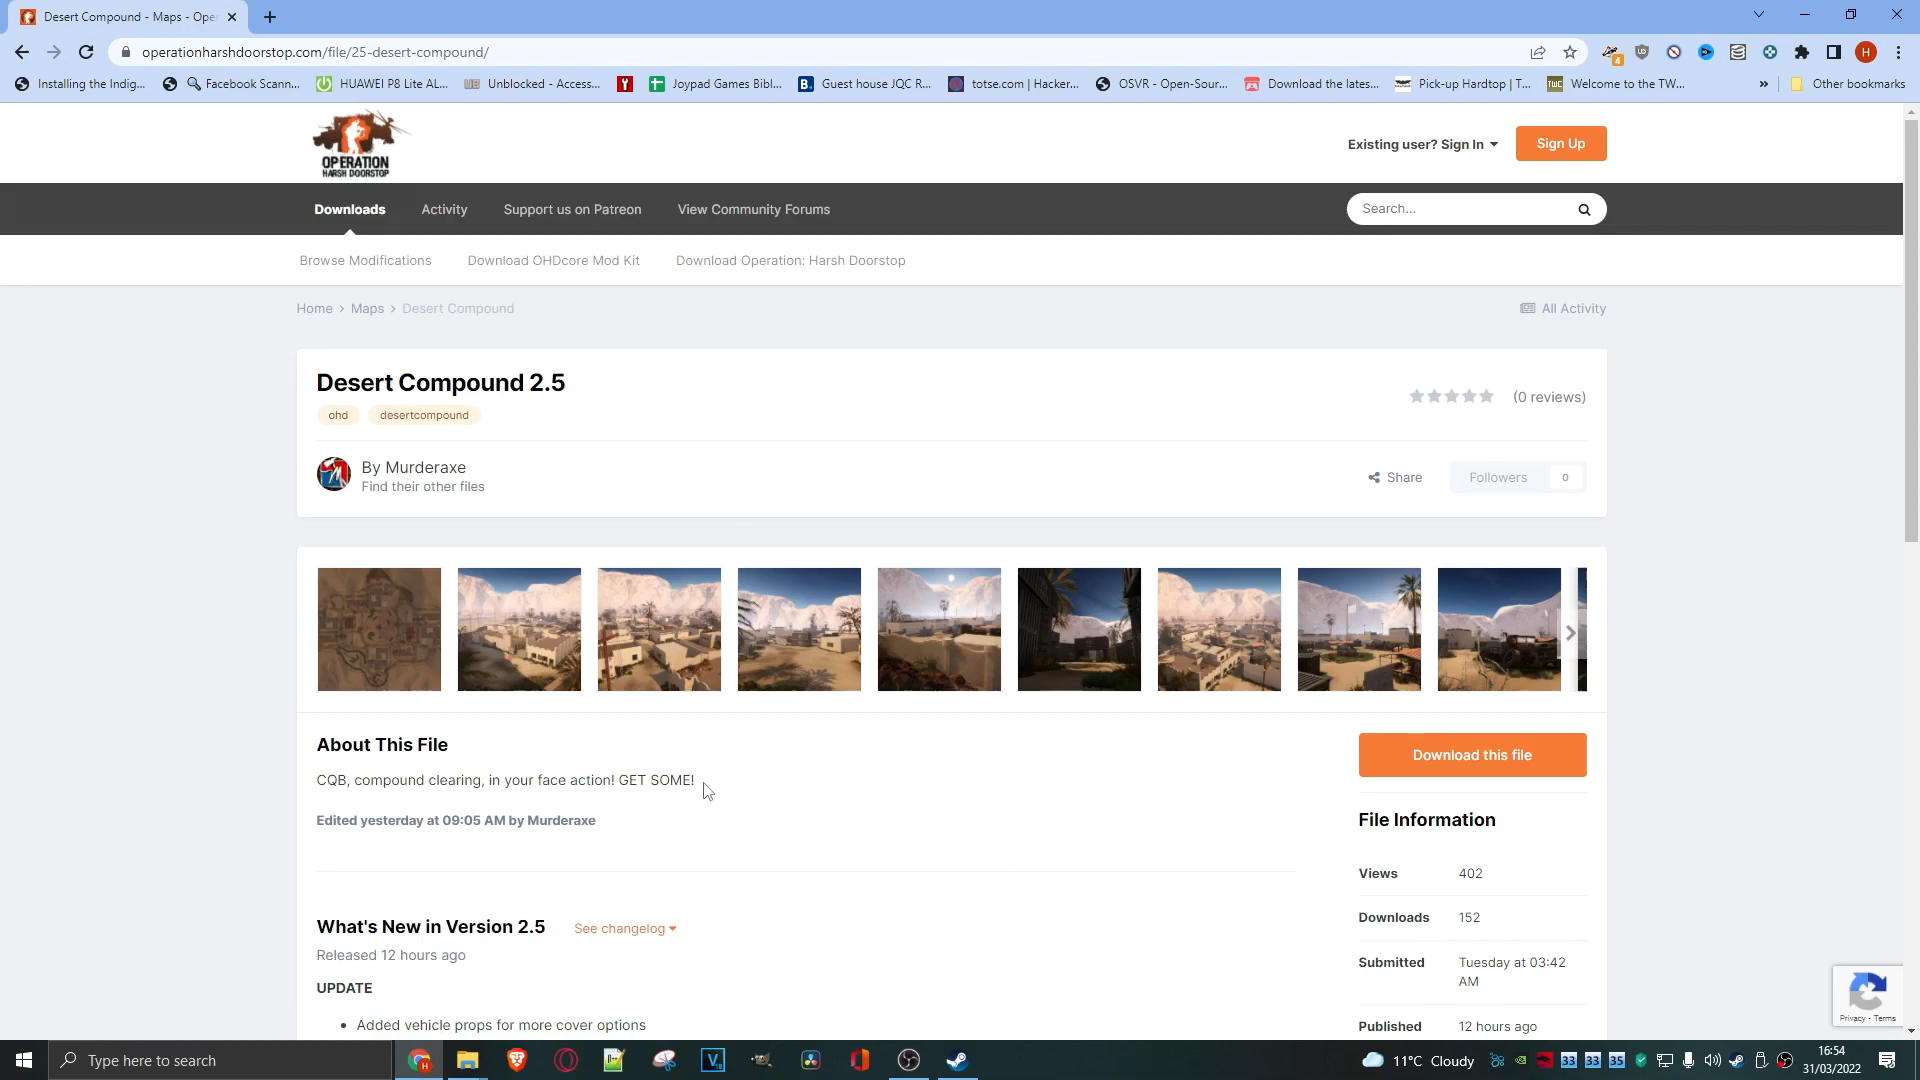 Desert Compound - Maps - Oper
operationharshdoorstop.com/file/25-desert-compound/
4
H
Installing the Indig...
Facebook Scann...
HUAWEI P8 Lite AL...
Unblocked - Access...
Joypad Games Bibl...
Guest house JQC R...
totse.com | Hacker...
OSVR - Open-Sour...
Download the lates...
Pick-up Hardtop | T...
Welcome to the TW...
»
Other bookmarks
OPERATION
HARSH DOORSTOP
Existing user? Sign In
Sign Up
Downloads
Activity
Support us on Patreon
View Community Forums
Search...
Browse Modifications
Download OHDcore Mod Kit
Download Operation: Harsh Doorstop
Home > Maps > Desert Compound
All Activity
Desert Compound 2.5
ohd
desertcompound
(0 reviews)
By Murderaxe
Find their other files
Share
Followers
0
About This File
CQB, compound clearing, in your face action! GET SOME!
Edited yesterday at 09:05 AM by Murderaxe
Download this file
File Information
Views 402
Downloads 152
Submitted Tuesday at 03:42
AM
Published 12 hours ago
What's New in Version 2.5
See changelog
Released 12 hours ago
UPDATE
• Added vehicle props for more cover options
Privacy - Terms
Type here to search
11°C Cloudy
33
33
35
16:54
31/03/2022